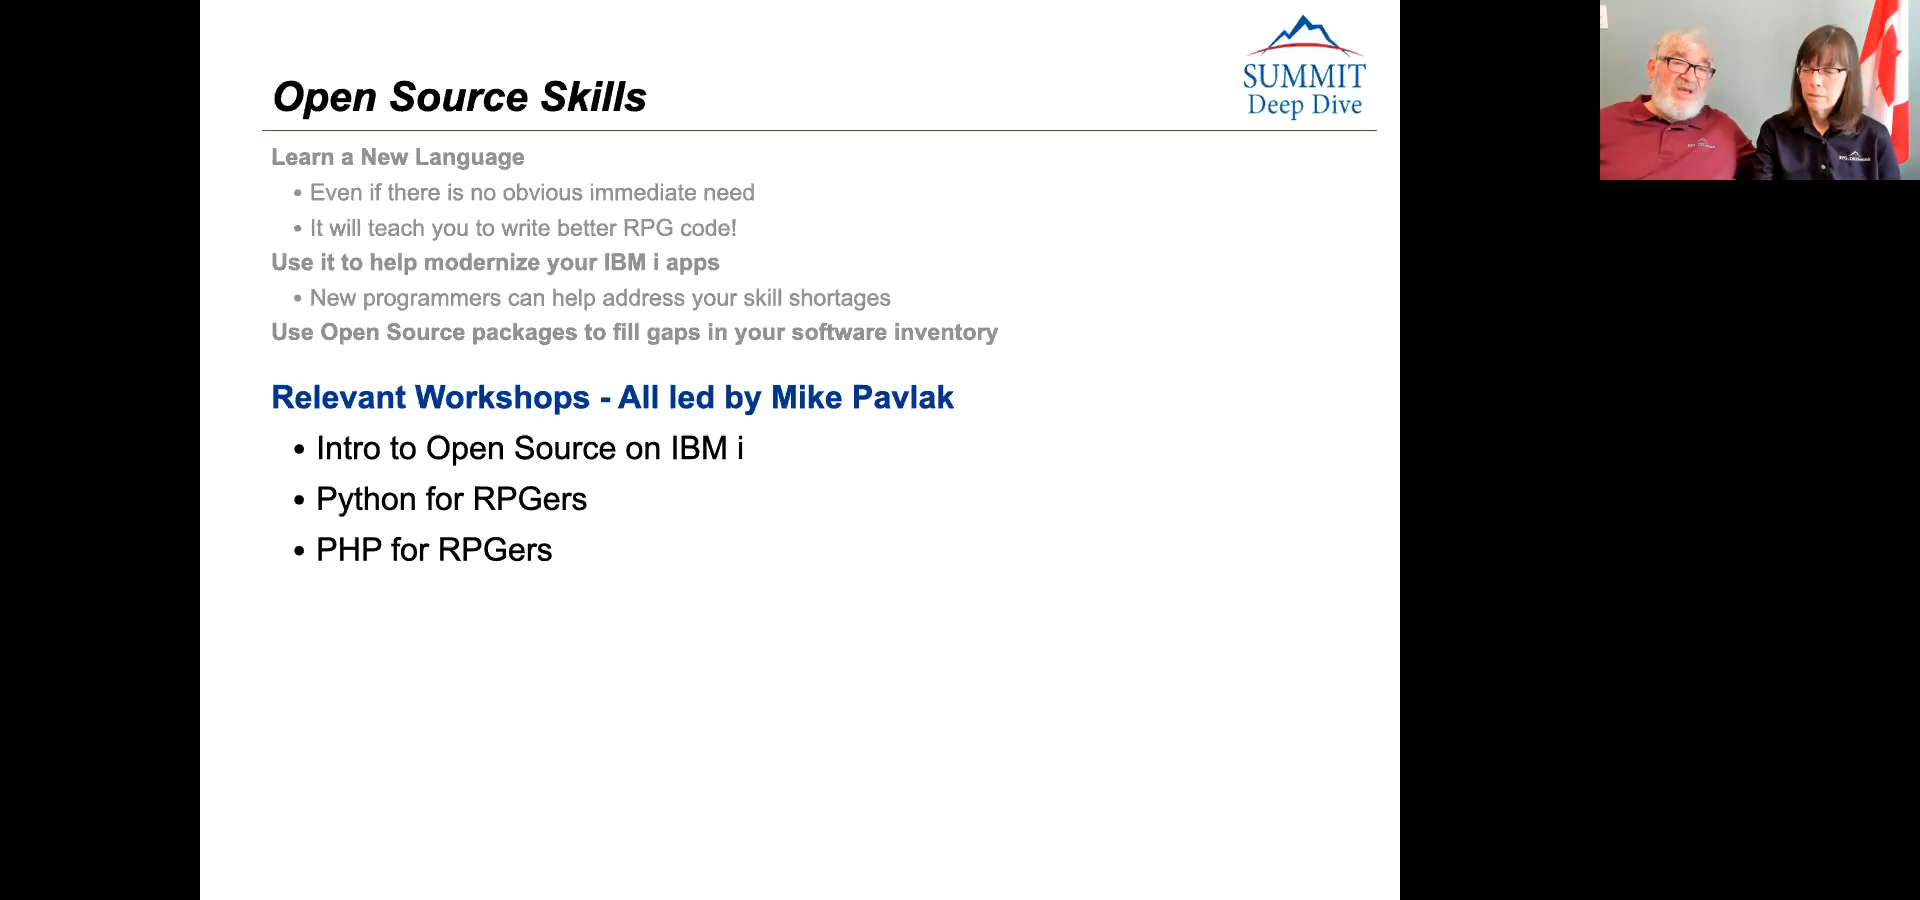 SUMMIT
Deep Dive
Open Source Skills
Learn a New Language
• Even if there is no obvious immediate need
• It will teach you to write better RPG code!
Use it to help modernize your IBM i apps
• New programmers can help address your skill shortages
Use Open Source packages to fill gaps in your software inventory
Relevant Workshops - All led by Mike Pavlak
• Intro to Open Source on IBM i
• Python for RPGers
• PHP for RPGers